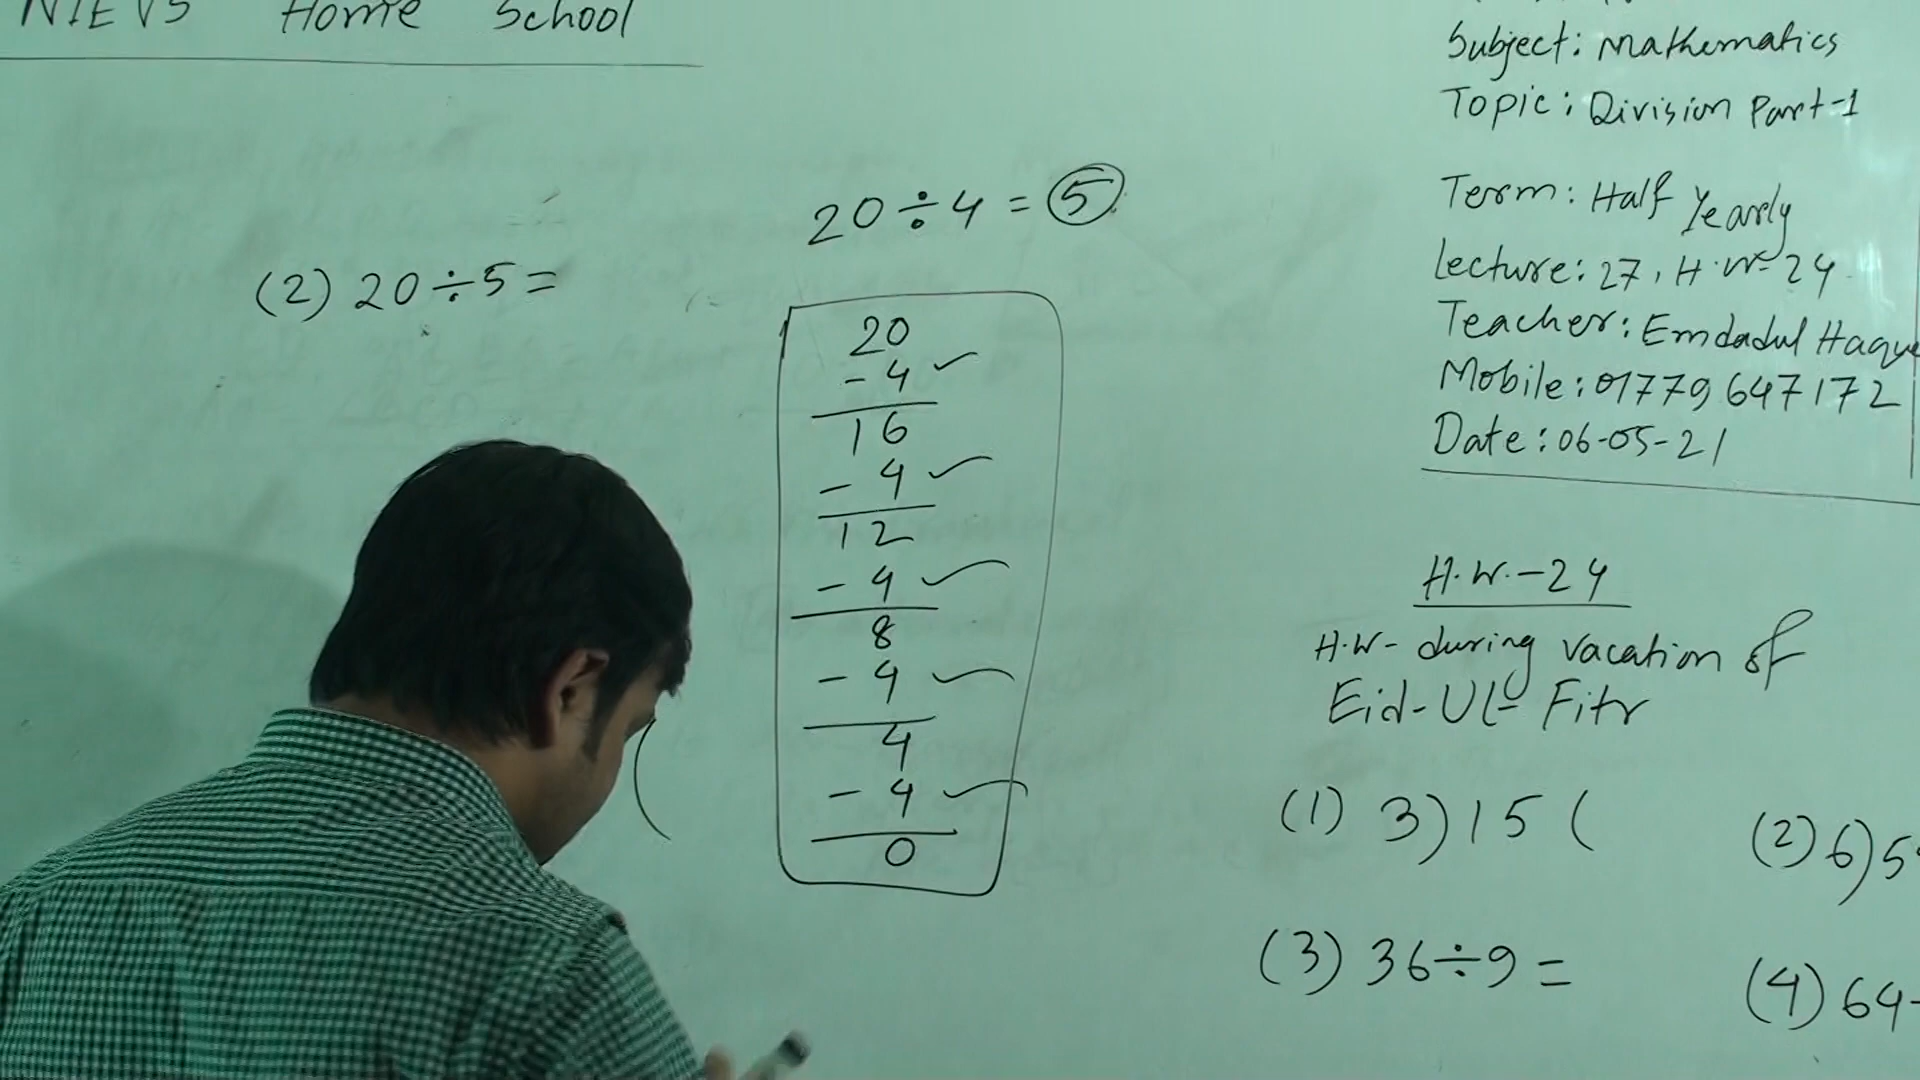 NIEVS Home School
Subject: Mathematics
Topic: Division Part-1
Term: Half Yearly
Lecture: 27, H.W-24
Teacher: Emdadul Haque
Mobile: 01779647172
Date: 06-05-21
20÷4=5
(2) 20÷5=
20
-4
16
-4
12
-4
8
-4
4
-4
0
(
H.W.-24
H.W- during vacation of
Eid-Ul-Fitr
(1) 3)15( (2) 6)5
(3) 36÷9= (4) 64